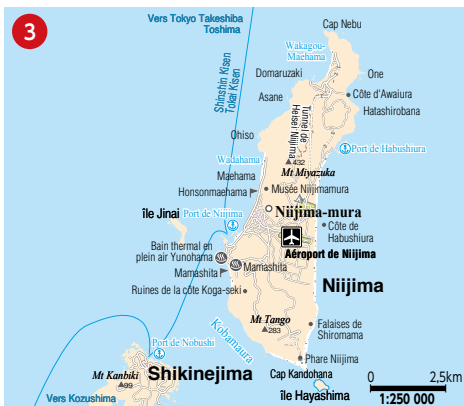 3
Vers Tokyo Takeshiba
Toshima
Cap Nebu
Wakagou-
Maehama
Shinshin Kisen
Tokai Kisen
Domaruzaki
One
Asane
Côte d'Awaiura
Hatashirobana
Tunnel de
Heisei Niijima
Ohiso
Port de Habushiura
Wadahama
432
Mt Miyazuka
Maehama
Musée Niijimamura
Honsonmaehama
île Jinai
Port de Niijima
Niijima-mura
Côte de
Habushiura
Bain thermal en
plein air Yunohama
Aéroport de Niijima
Mamashita
Mamashita
Niijima
Ruines de la côte Koga-seki
Kobamaura
Mt Tango
283
Falaises de
Shiromama
Port de Nobushi
Phare Niijima
Mt Kanbiki
99
Shikinejima
Cap Kandohana
île Hayashima
Vers Kozushima
0
2,5km
1:250 000